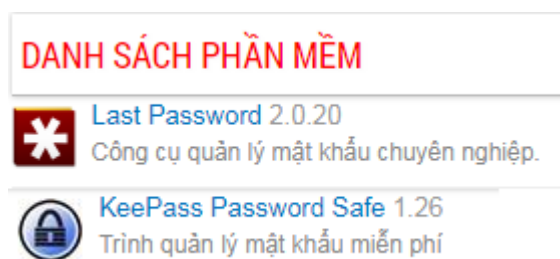 DANH SÁCH PHẦN MỀM
Last Password 2.0.20
Công cụ quản lý mật khẩu chuyên nghiệp.
KeePass Password Safe 1.26
Trình quản lý mật khẩu miễn phí